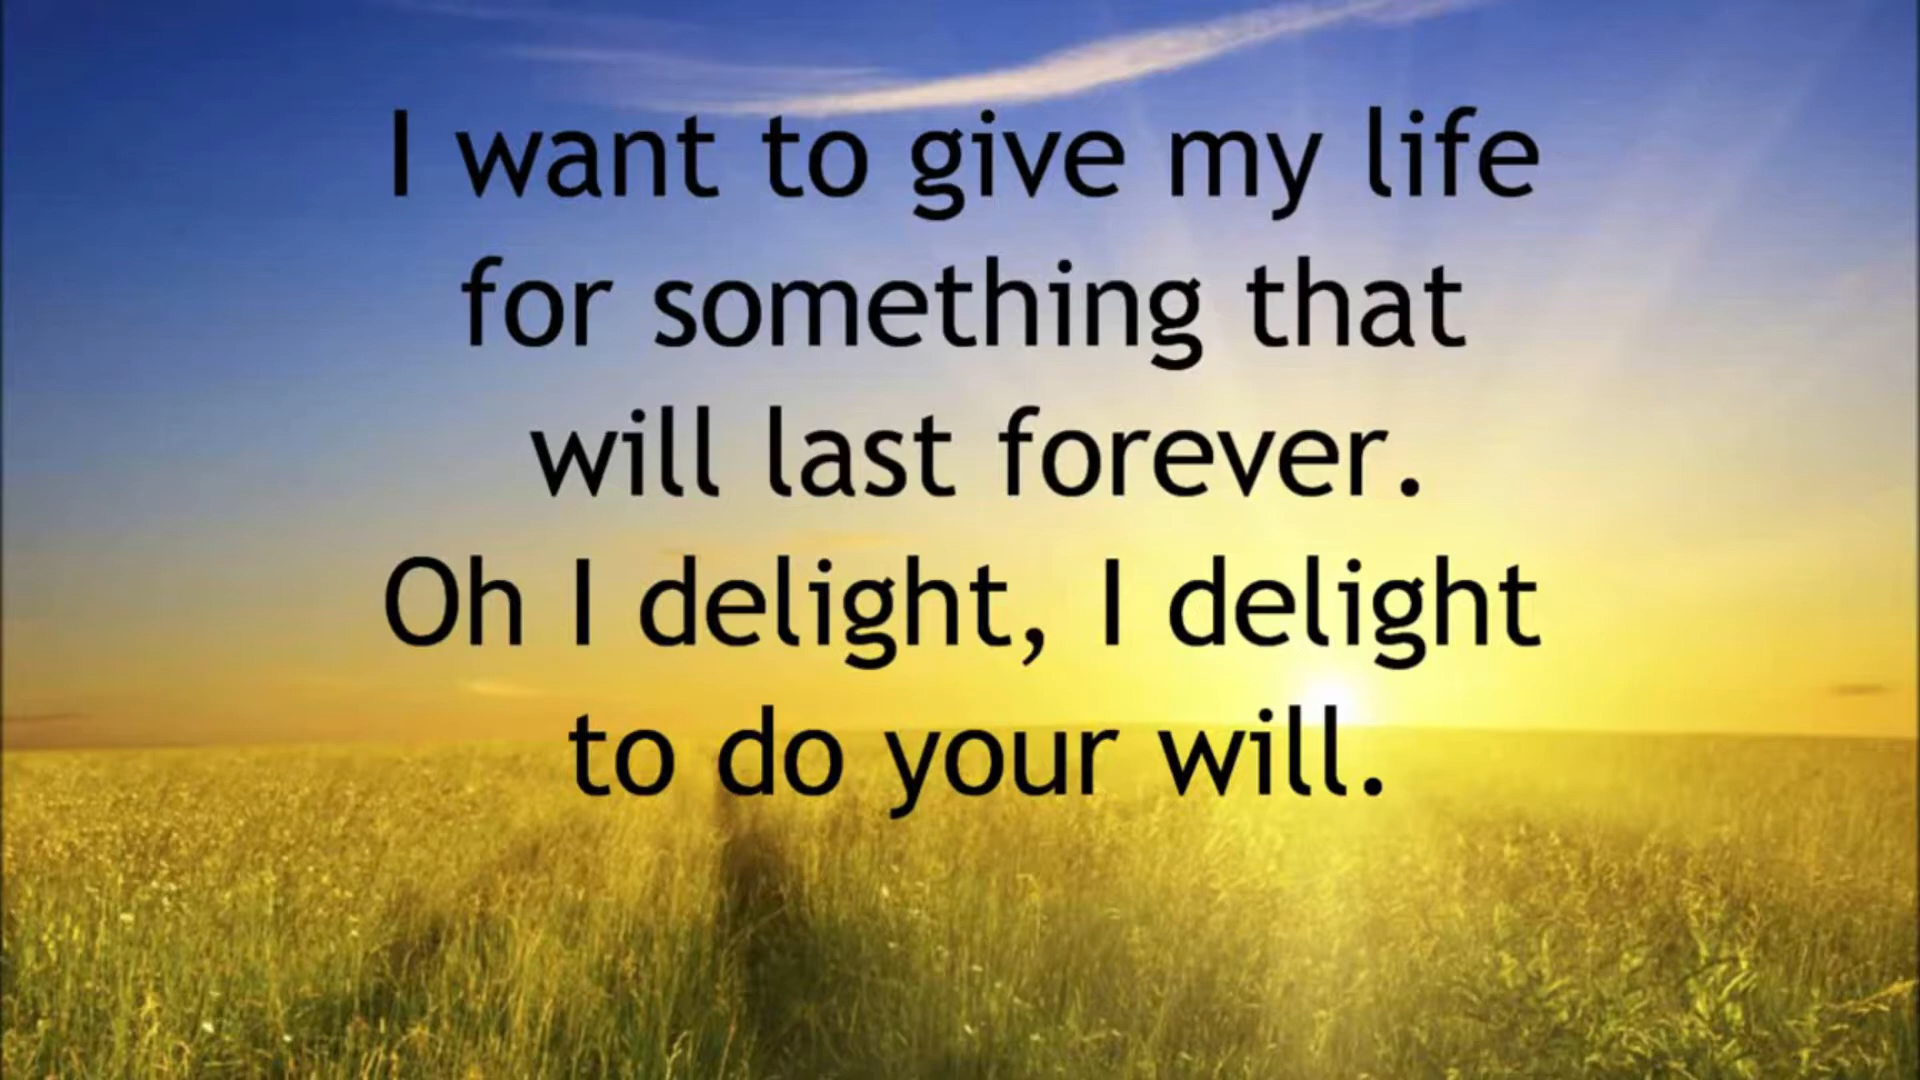 I want to give my life
for something that
will last forever.
Oh I delight, I delight
to do your will.